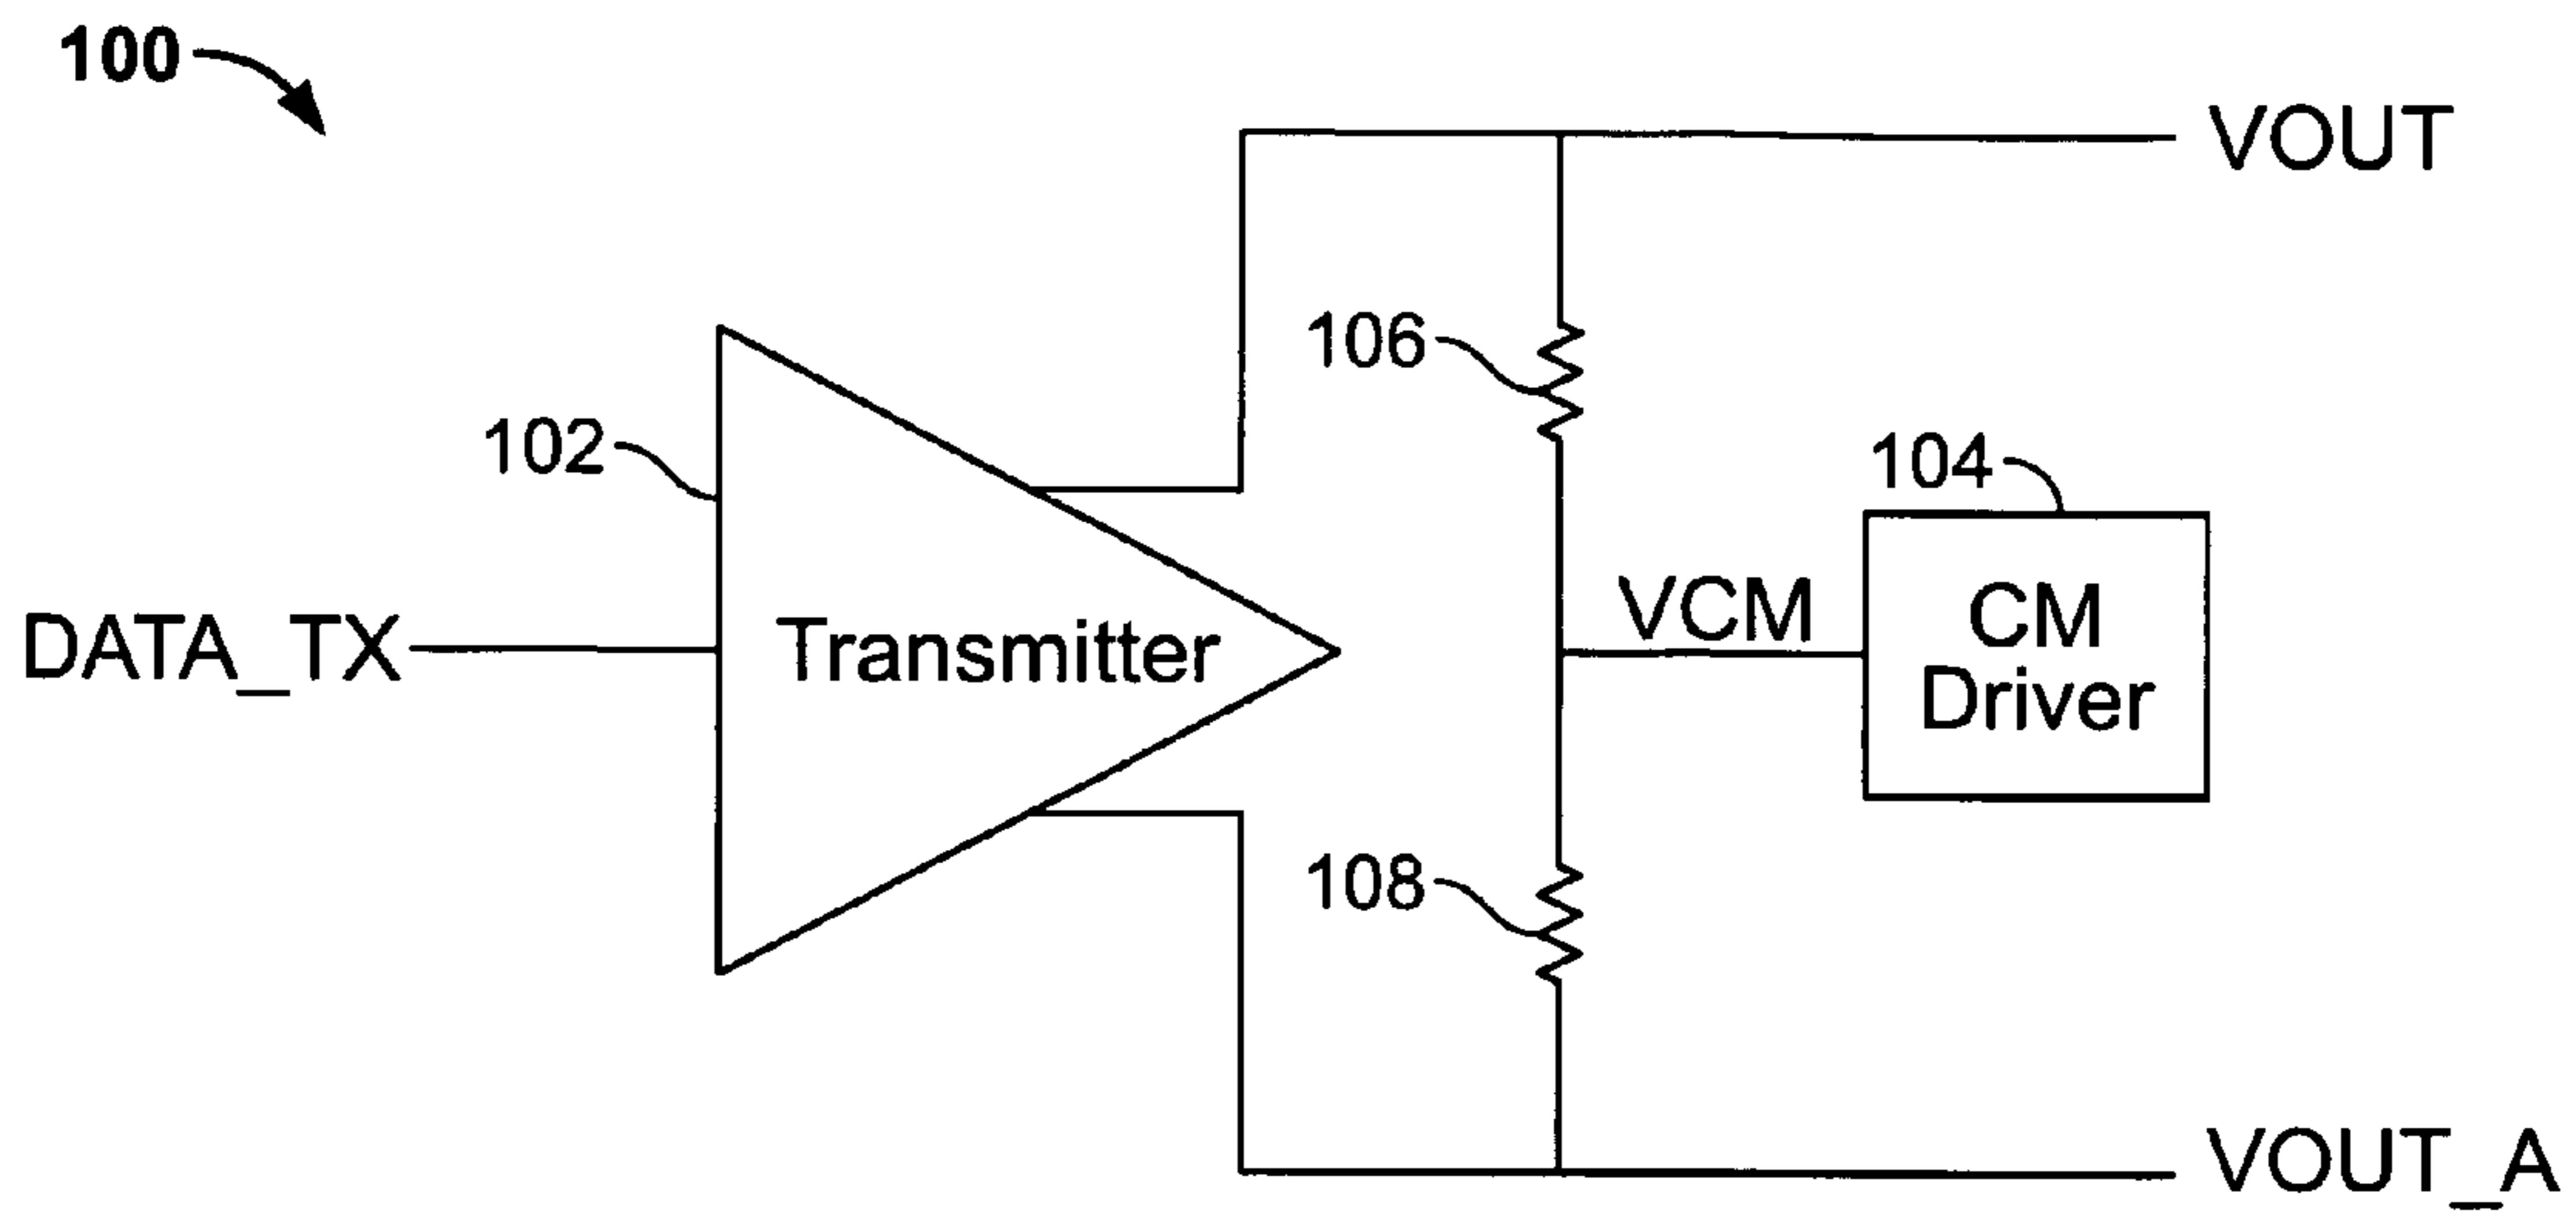 100
VOUT
106
102
104
DATA_TX
Transmitter
VCM
CM
Driver
108
VOUT_A